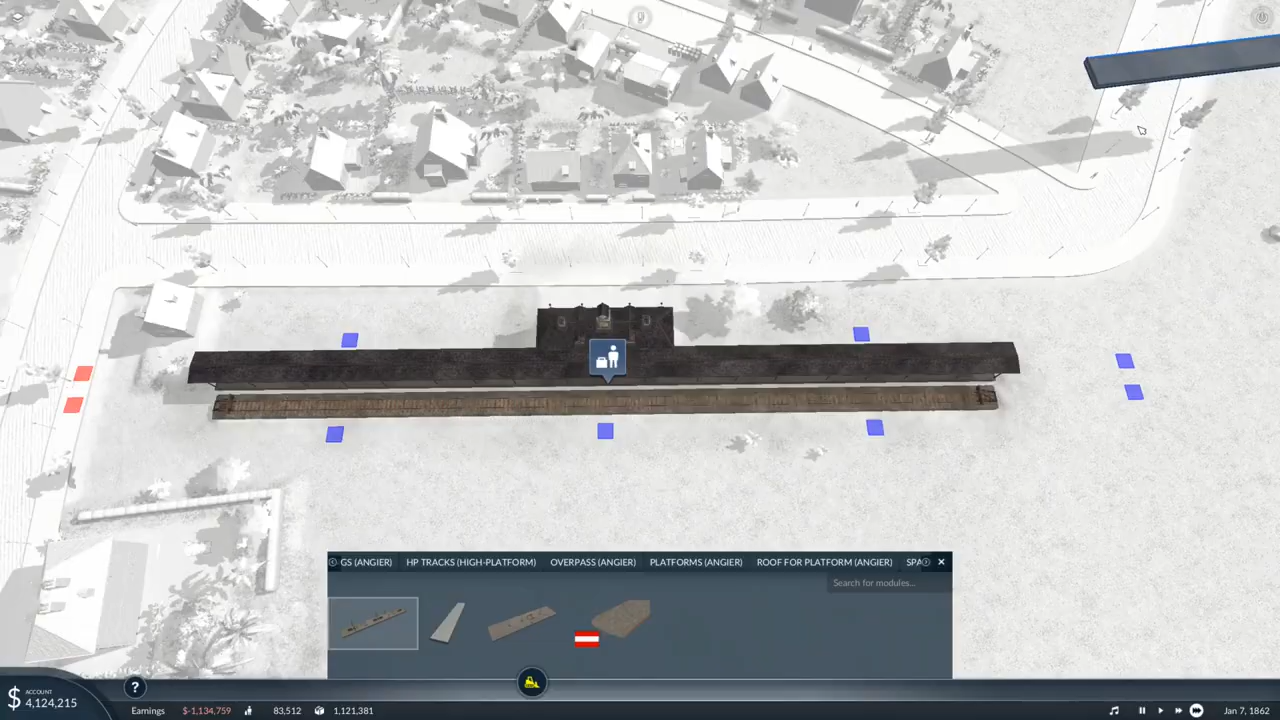 GS (ANGIER) HP TRACKS (HIGH-PLATFORM) OVERPASS (ANGIER) PLATFORMS (ANGIER) ROOF FOR PLATFORM (ANGIER) SPA
Search for modules...
?
$ ACCOUNT
4,124,215
Earnings $-1,134,759 83,512 1,121,381 Jan 7, 1862